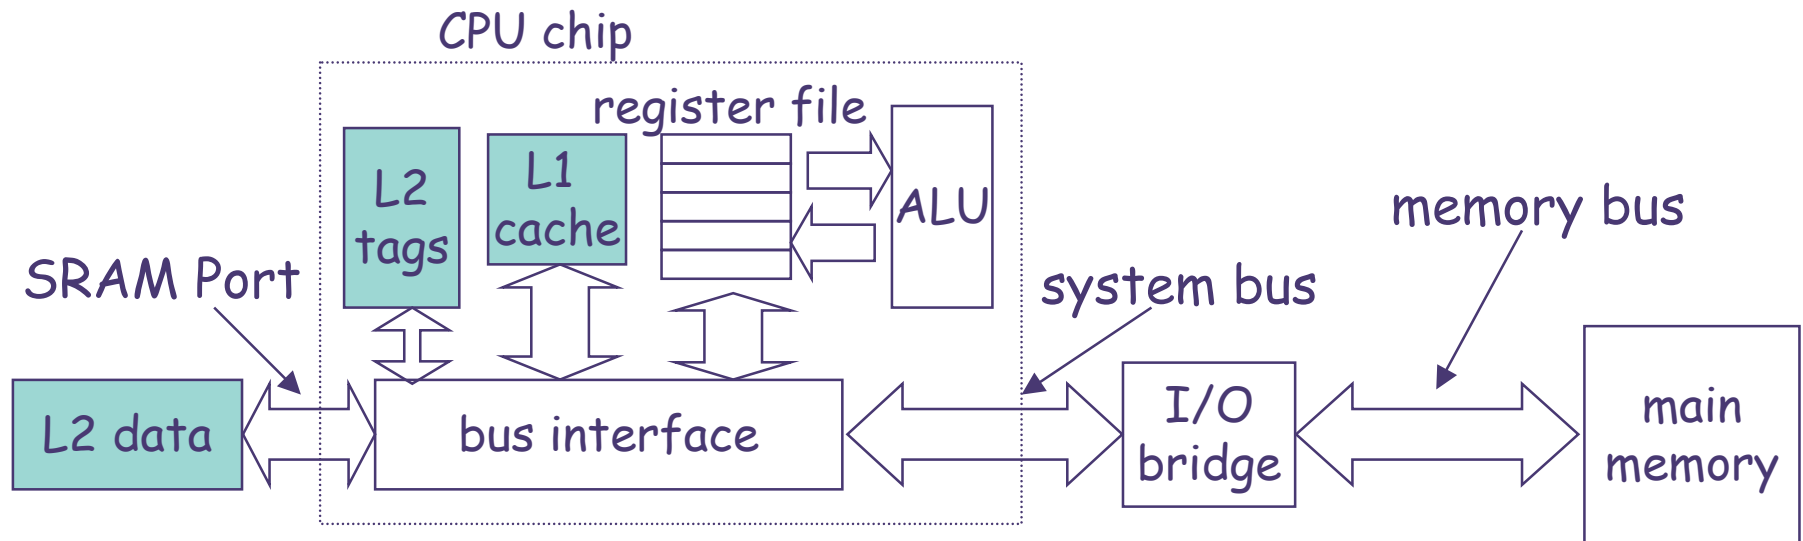 CPU chip
register file
L2
tags
L1
cache
ALU
memory bus
SRAM Port
system bus
L2 data
bus interface
I/O
bridge
main
memory